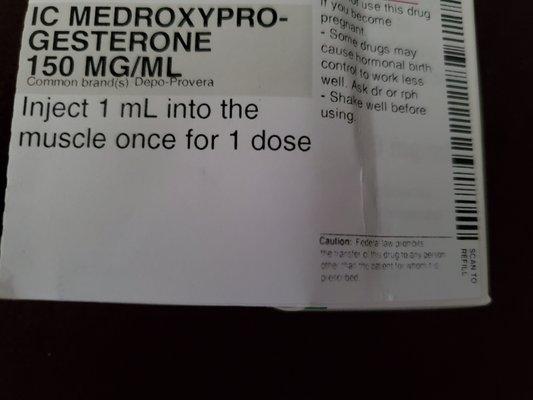 IC MEDROXYPRO-
GESTERONE
150 MG/ML
Common brand(s) Depo-Provera
Inject 1 mL into the
muscle once for 1 dose
not use this drug
if you become
pregnant.
- Some drugs may
cause hormonal birth
control to work less
well. Ask dr or rph
- Shake well before
using.
Caution: Federal law prohibits
the transfer of this drug to any person
other than the patient for whom it is
prescribed.
SCAN TO
REFILL